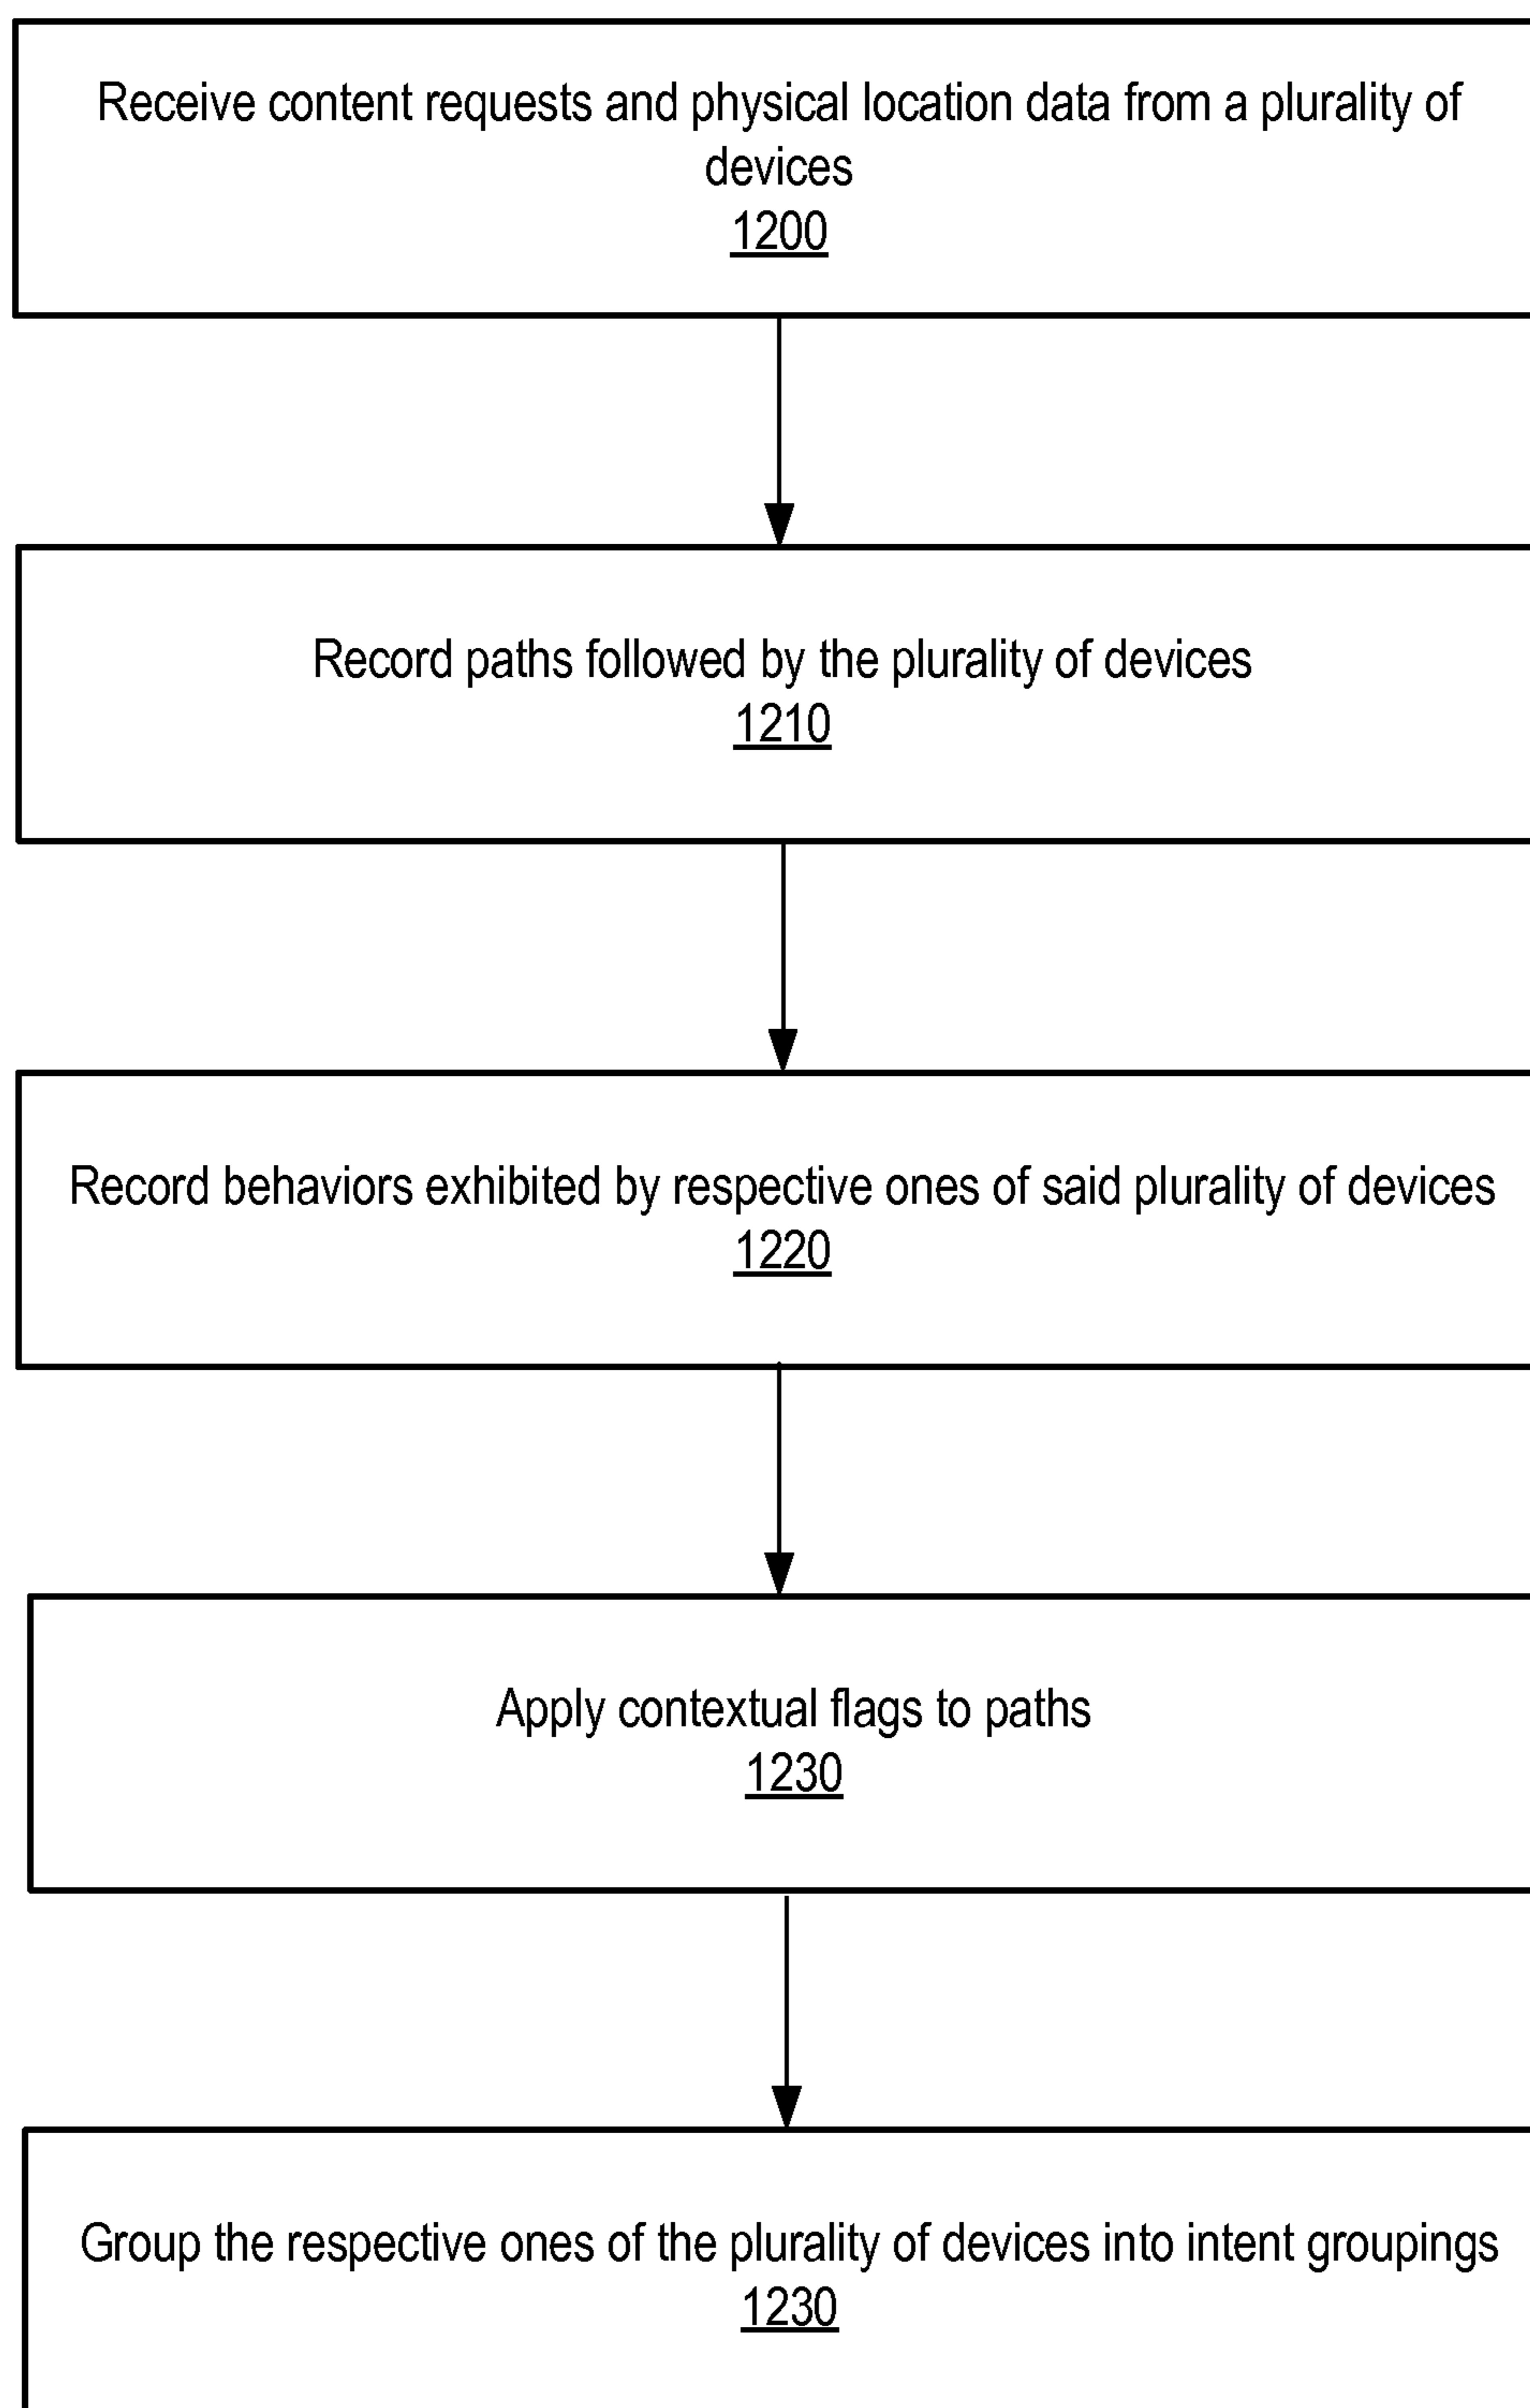 Receive content requests and physical location data from a plurality of
devices
1200
Record paths followed by the plurality of devices
1210
Record behaviors exhibited by respective ones of said plurality of devices
1220
Apply contextual flags to paths
1230
Group the respective ones of the plurality of devices into intent groupings
1230